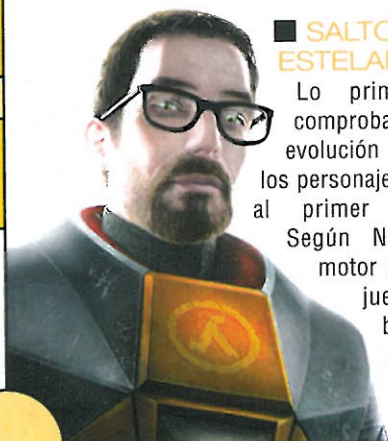 ■ SALTO
ESTELAR
Lo prim
comproba
evolución
los personaje
al primer
Según N
motor
jue
b